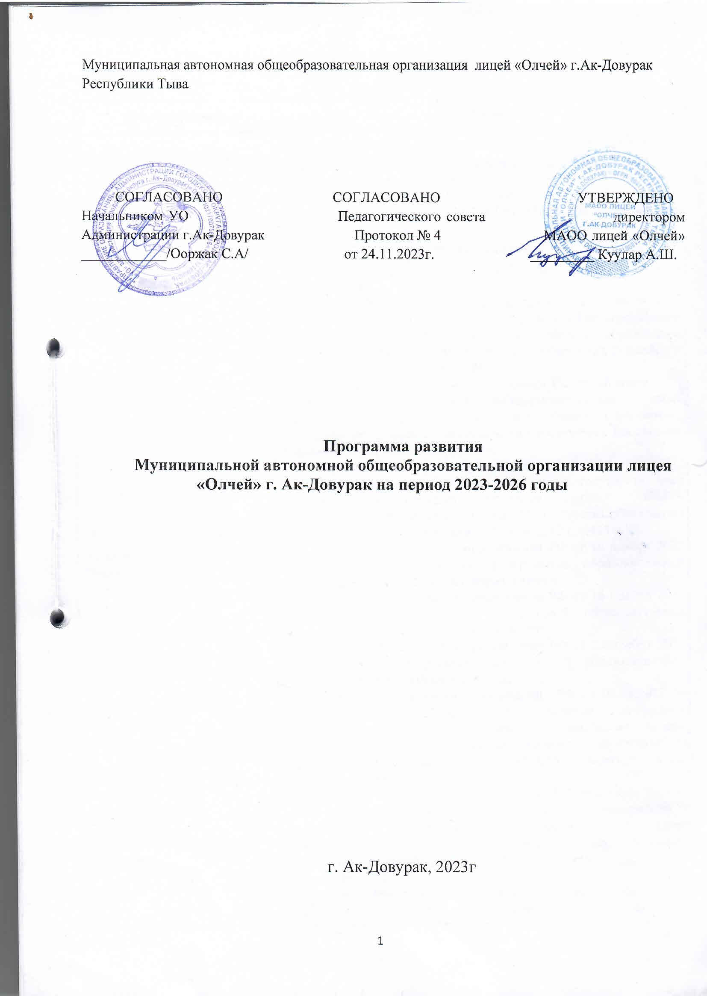 Муниципальная автономная общеобразовательная организация лицей «Олчей» г.Ак-Довурак
Республики Тыва
СОГЛАСОВАНО
Начальником УО
Администрации г.Ак-Довурак
_____________/Ооржак С.А/
СОГЛАСОВАНО
Педагогического совета
Протокол № 4
от 24.11.2023г.
УТВЕРЖДЕНО
директором
МАОО лицей «Олчей»
__________ Куулар А.Ш.
МАОО ЛИЦЕЙ
"ОЛЧЕЙ"
Г.АК-ДОВУРАК
Программа развития
Муниципальной автономной общеобразовательной организации лицея
«Олчей» г. Ак-Довурак на период 2023-2026 годы
г. Ак-Довурак, 2023г
1